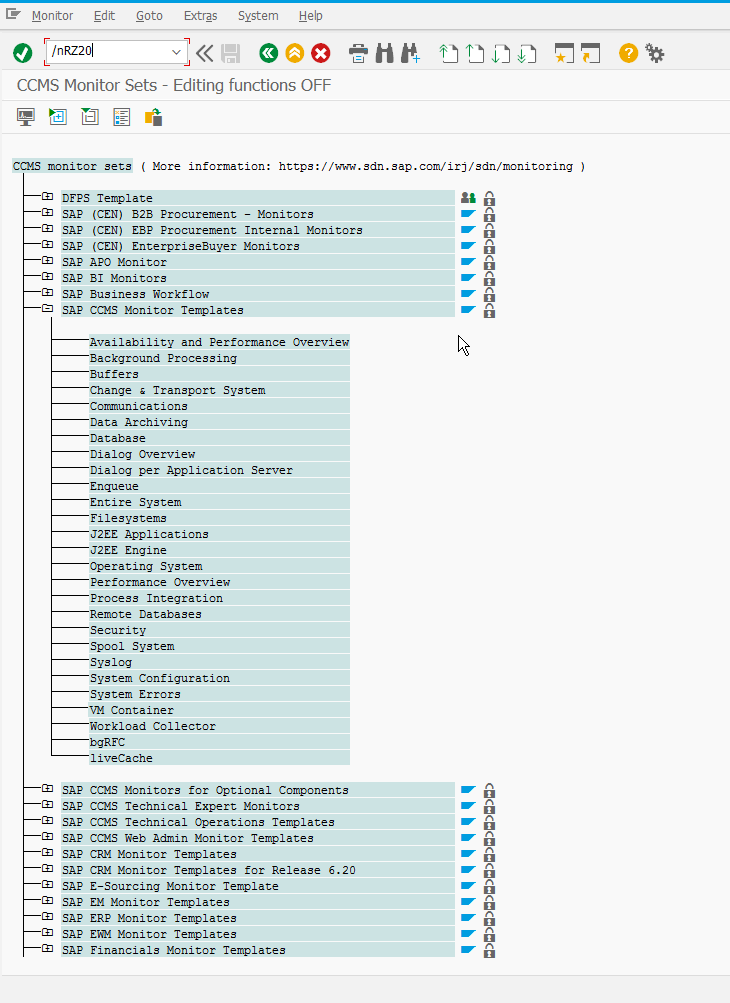 Monitor Edit Goto Extras System Help
/nRZ20
CCMS Monitor Sets - Editing functions OFF
CCMS monitor sets ( More information: https://www.sdn.sap.com/irj/sdn/monitoring )
DFPS Template
SAP (CEN) B2B Procurement - Monitors
SAP (CEN) EBP Procurement Internal Monitors
SAP (CEN) EnterpriseBuyer Monitors
SAP APO Monitor
SAP BI Monitors
SAP Business Workflow
SAP CCMS Monitor Templates
Availability and Performance Overview
Background Processing
Buffers
Change & Transport System
Communications
Data Archiving
Database
Dialog Overview
Dialog per Application Server
Enqueue
Entire System
Filesystems
J2EE Applications
J2EE Engine
Operating System
Performance Overview
Process Integration
Remote Databases
Security
Spool System
Syslog
System Configuration
System Errors
VM Container
Workload Collector
bgRFC
liveCache
SAP CCMS Monitors for Optional Components
SAP CCMS Technical Expert Monitors
SAP CCMS Technical Operations Templates
SAP CCMS Web Admin Monitor Templates
SAP CRM Monitor Templates
SAP CRM Monitor Templates for Release 6.20
SAP E-Sourcing Monitor Template
SAP EM Monitor Templates
SAP ERP Monitor Templates
SAP EWM Monitor Templates
SAP Financials Monitor Templates